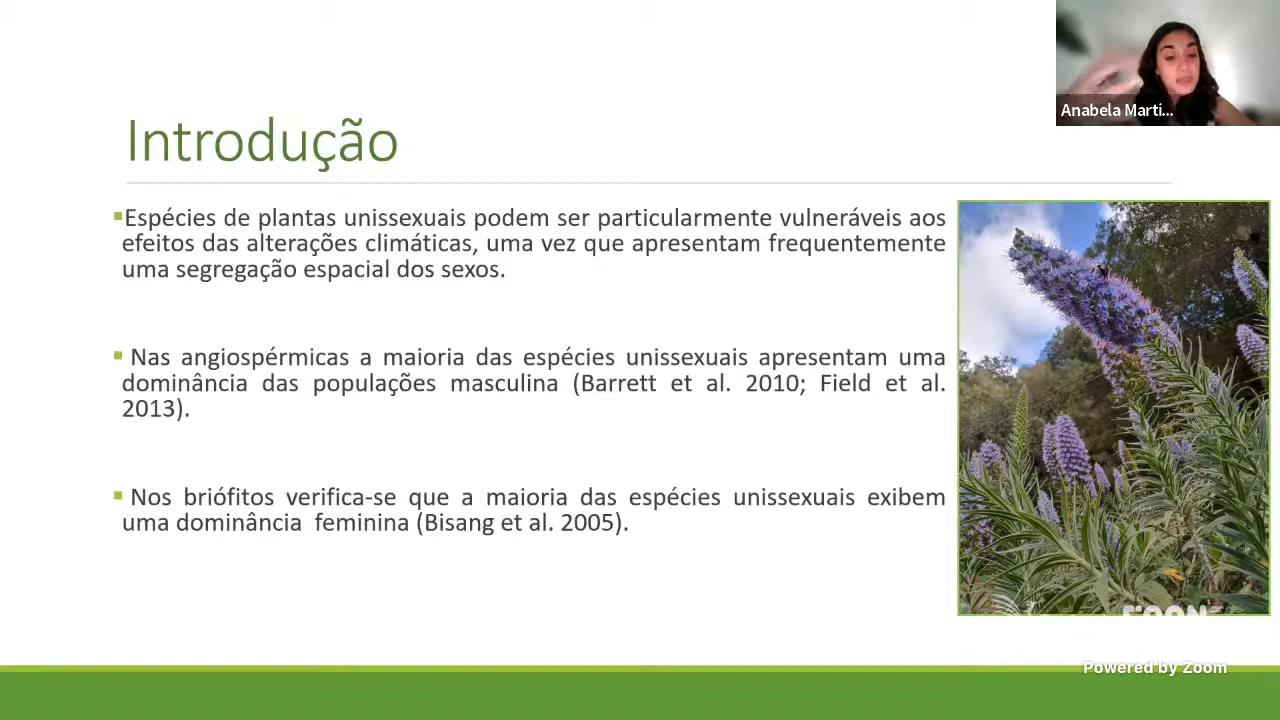 Anabela Marti...
Introdução
Espécies de plantas unissexuais podem ser particularmente vulneráveis aos
efeitos das alterações climáticas, uma vez que apresentam frequentemente
uma segregação espacial dos sexos.
Nas angiospérmicas a maioria das espécies unissexuais apresentam uma
dominância das populações masculina (Barrett et al. 2010; Field et al.
2013).
Nos briófitos verifica-se que a maioria das espécies unissexuais exibem
uma dominância feminina (Bisang et al. 2005).
Powered by Zoom